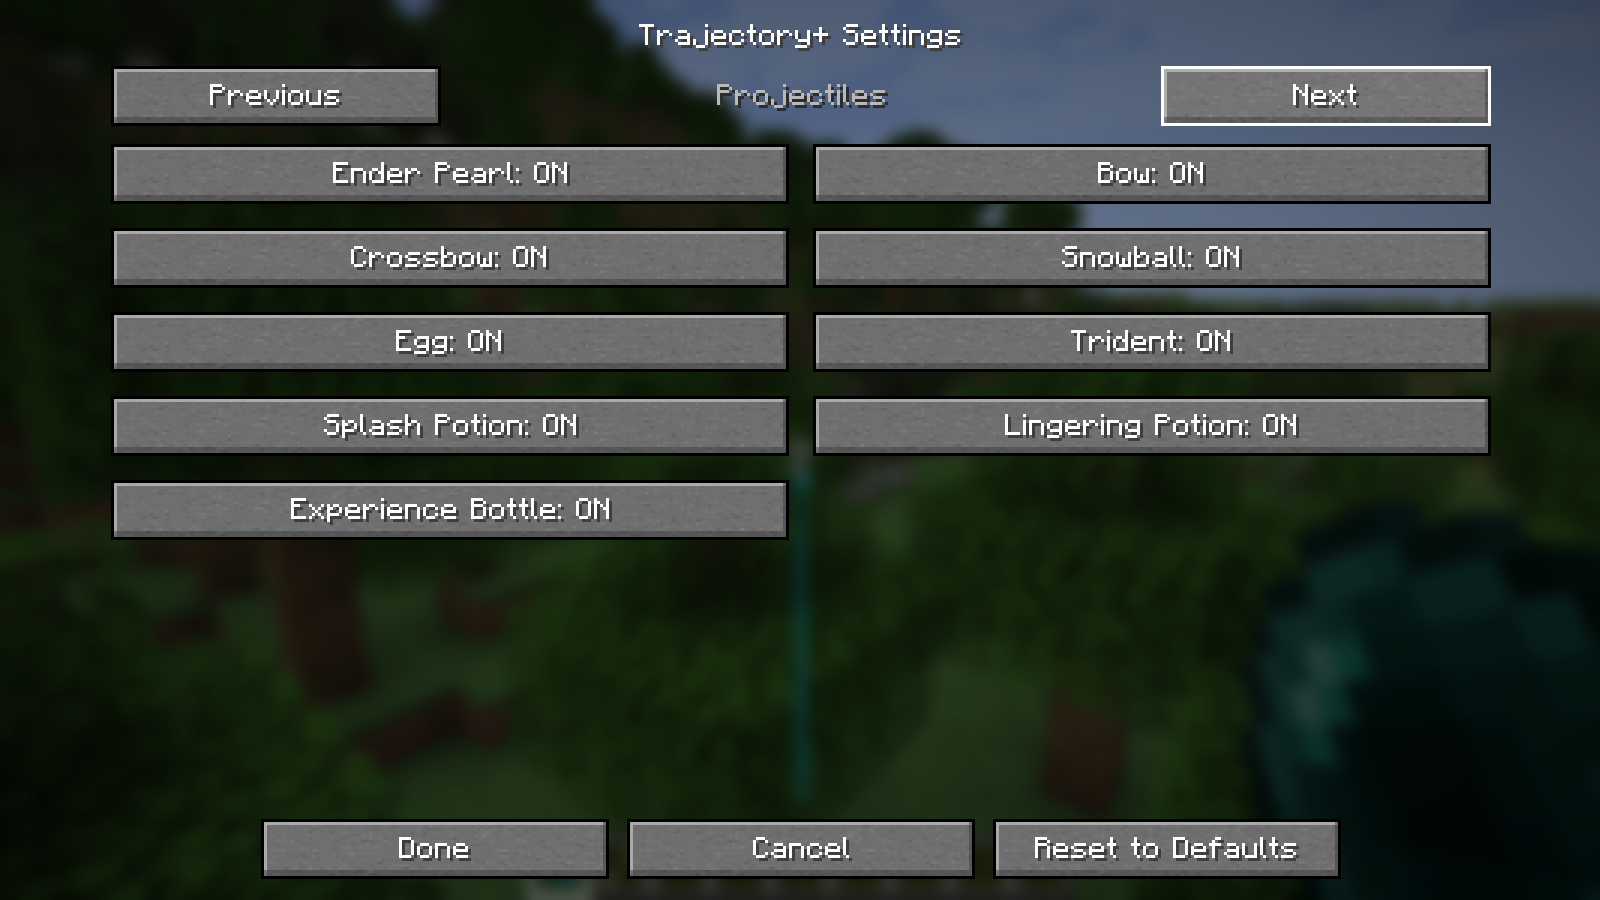 Trajectory+ Settings
Previous
Projectiles
Next
Ender Pearl: ON
Bow: ON
Crossbow: ON
Snowball: ON
Egg: ON
Trident: ON
Splash Potion: ON
Lingering Potion: ON
Experience Bottle: ON
Done
Cancel
Reset to Defaults